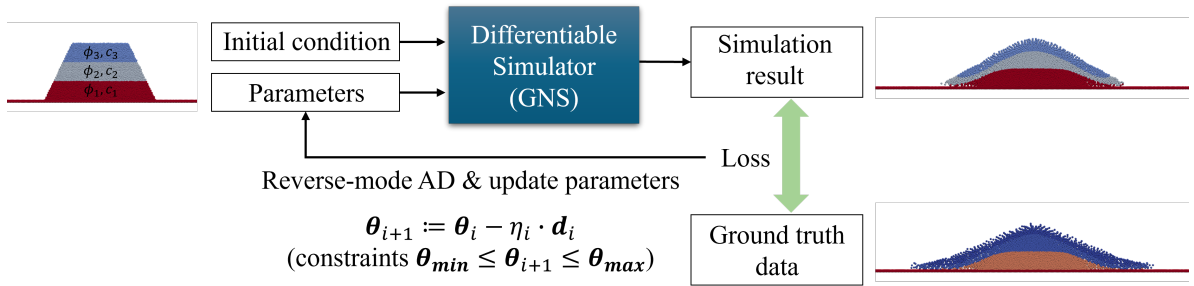 ϕ₃, c₃
ϕ₂, c₂
ϕ₁, c₁
Initial condition
Parameters
Differentiable
Simulator
(GNS)
Simulation
result
Loss
Reverse-mode AD & update parameters
θᵢ₊₁ ≔ θᵢ − ηᵢ · dᵢ
(constraints θₘᵢₙ ≤ θᵢ₊₁ ≤ θₘₐₓ)
Ground truth
data